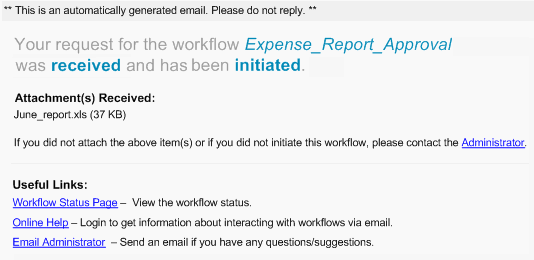 ** This is an automatically generated email. Please do not reply. **
Your request for the workflow Expense_Report_Approval
was received and has been initiated.
Attachment(s) Received:
June_report.xls (37 KB)
If you did not attach the above item(s) or if you did not initiate this workflow, please contact the Administrator.
Useful Links:
Workflow Status Page – View the workflow status.
Online Help – Login to get information about interacting with workflows via email.
Email Administrator – Send an email if you have any questions/suggestions.